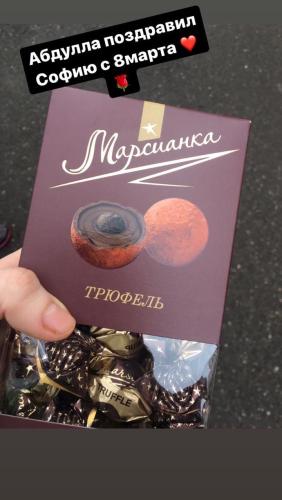 Абдулла поздравил
Софию с 8марта ❤️
🌹
Марсианка
ТРЮФЕЛЬ
TRUFFLE